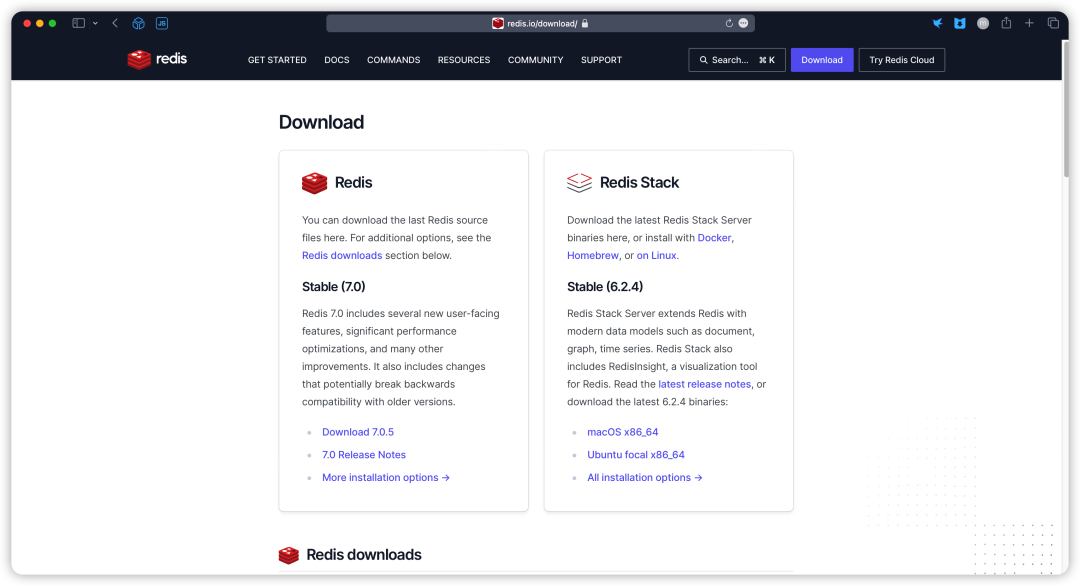 JS
redis.io/download/
redis
GET STARTED
DOCS
COMMANDS
RESOURCES
COMMUNITY
SUPPORT
Search...
⌘ K
Download
Try Redis Cloud
Download
Redis
You can download the last Redis source
files here. For additional options, see the
Redis downloads section below.
Stable (7.0)
Redis 7.0 includes several new user-facing
features, significant performance
optimizations, and many other
improvements. It also includes changes
that potentially break backwards
compatibility with older versions.
Download 7.0.5
7.0 Release Notes
More installation options →
Redis Stack
Download the latest Redis Stack Server
binaries here, or install with Docker,
Homebrew, or on Linux.
Stable (6.2.4)
Redis Stack Server extends Redis with
modern data models such as document,
graph, time series. Redis Stack also
includes RedisInsight, a visualization tool
for Redis. Read the latest release notes, or
download the latest 6.2.4 binaries:
macOS x86_64
Ubuntu focal x86_64
All installation options →
Redis downloads